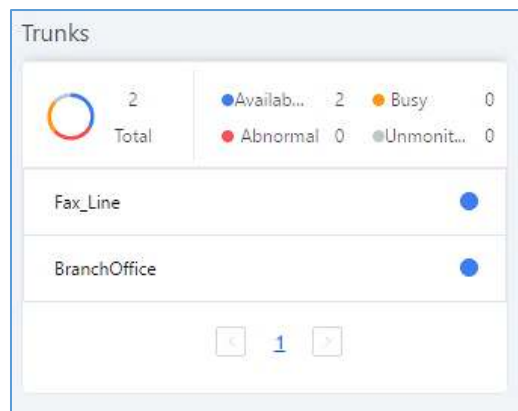 Trunks
2 Availab... 2 Busy 0
Total Abnormal 0 Unmonit... 0
Fax_Line
BranchOffice
< 1 >